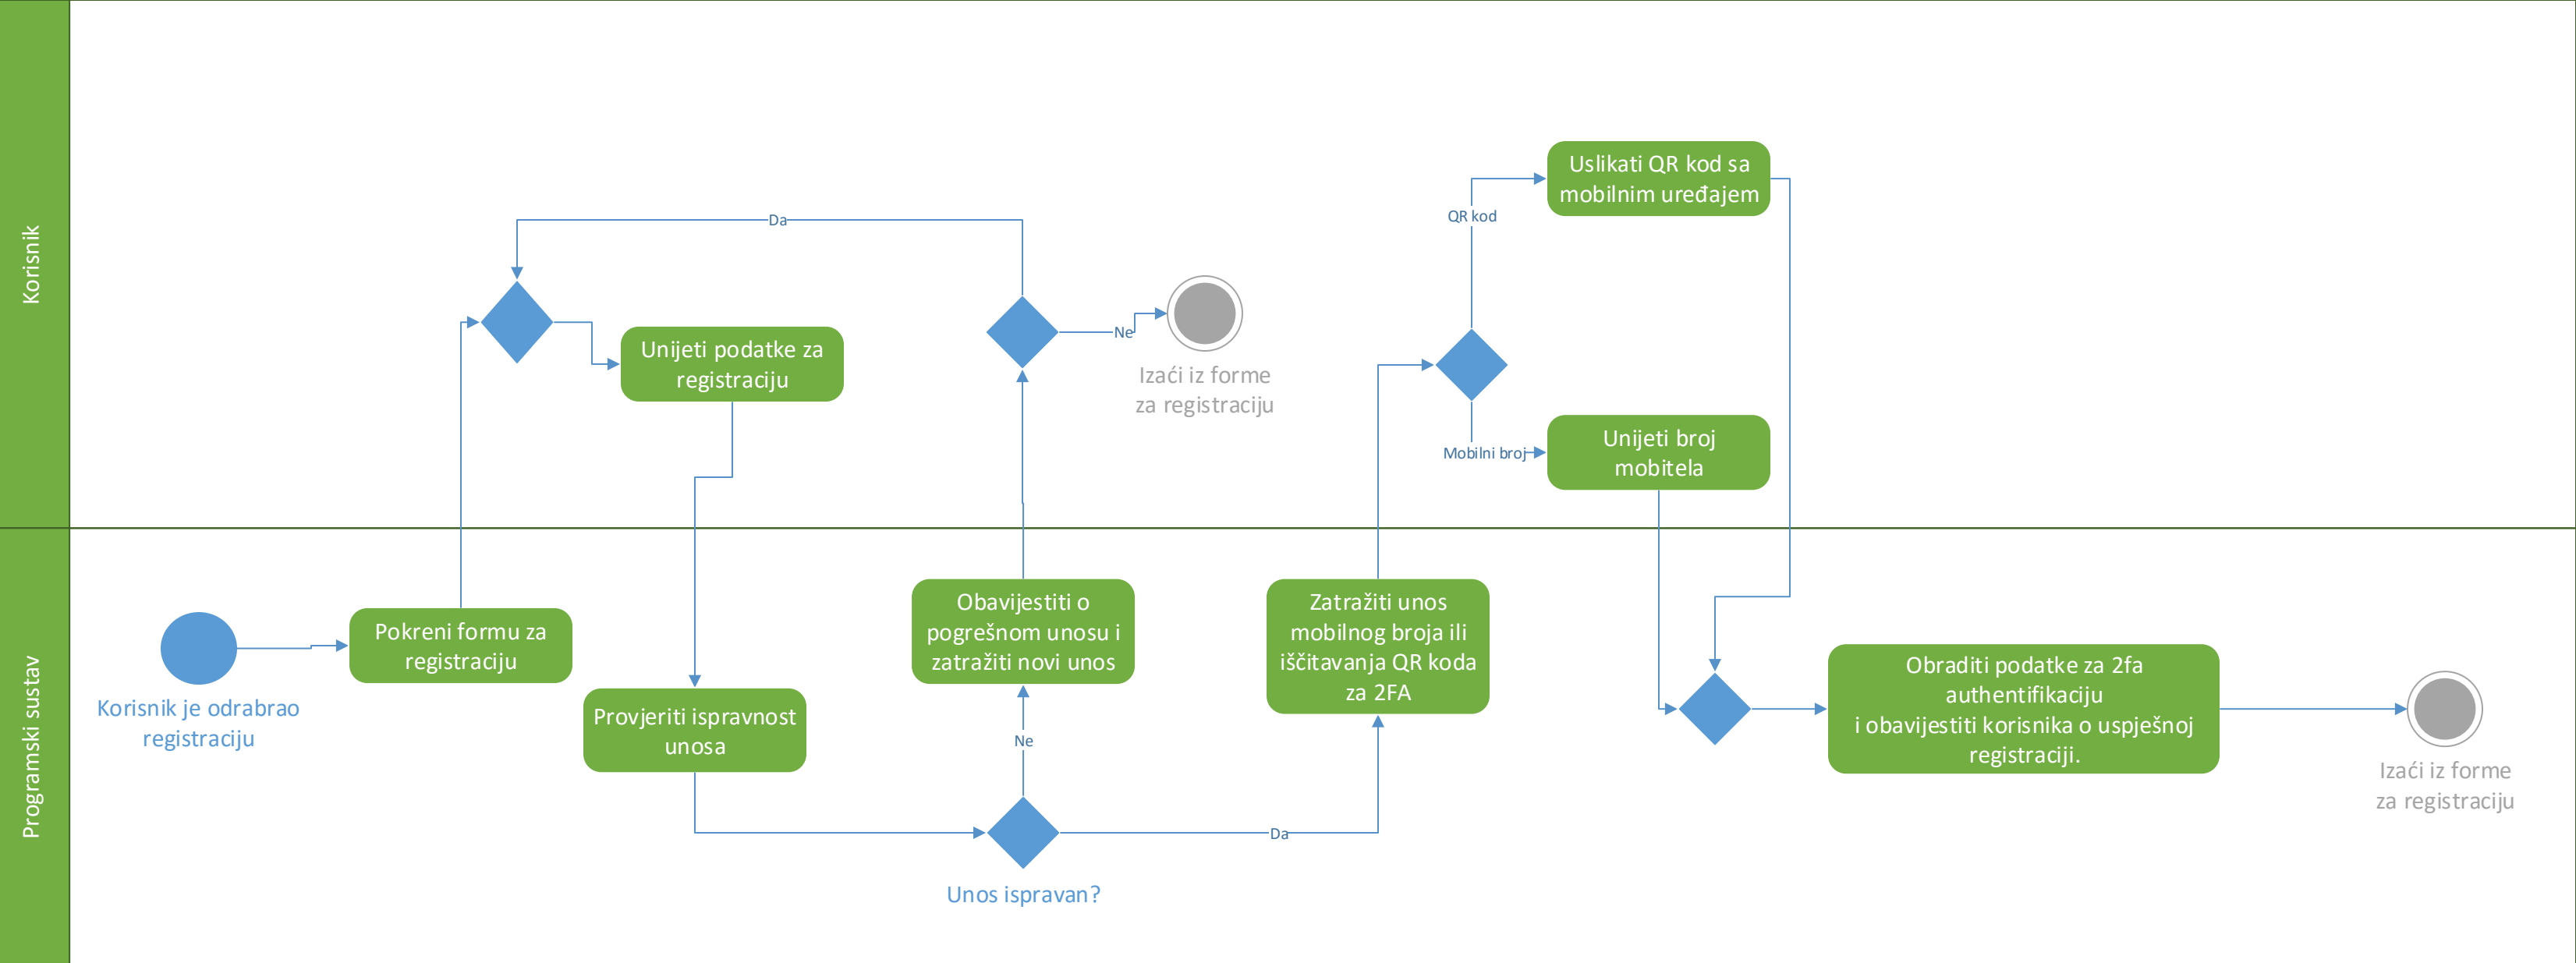 Korisnik
Uslikati QR kod sa
mobilnim uređajem
QR kod
Da
Ne
Unijeti podatke za
registraciju
Izaći iz forme
za registraciju
Mobilni broj
Unijeti broj
mobitela
Programski sustav
Korisnik je odrabrao
registraciju
Pokreni formu za
registraciju
Provjeriti ispravnost
unosa
Obavijestiti o
pogrešnom unosu i
zatražiti novi unos
Ne
Unos ispravan?
Da
Zatražiti unos
mobilnog broja ili
iščitavanja QR koda
za 2FA
Obraditi podatke za 2fa
authentifikaciju
i obavijestiti korisnika o uspješnoj
registraciji.
Izaći iz forme
za registraciju